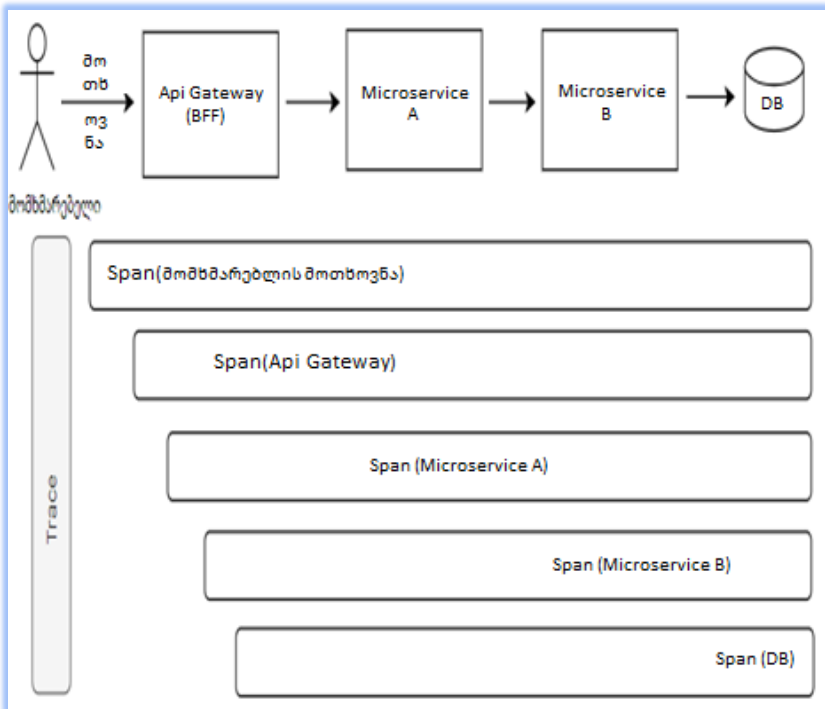 მო
თხ
ოვ
ნა
Api Gateway
(BFF)
Microservice
A
Microservice
B
DB
მომხმარებელი
Trace
Span(მომხმარებლის მოთხოვნა)
Span(Api Gateway)
Span (Microservice A)
Span (Microservice B)
Span (DB)